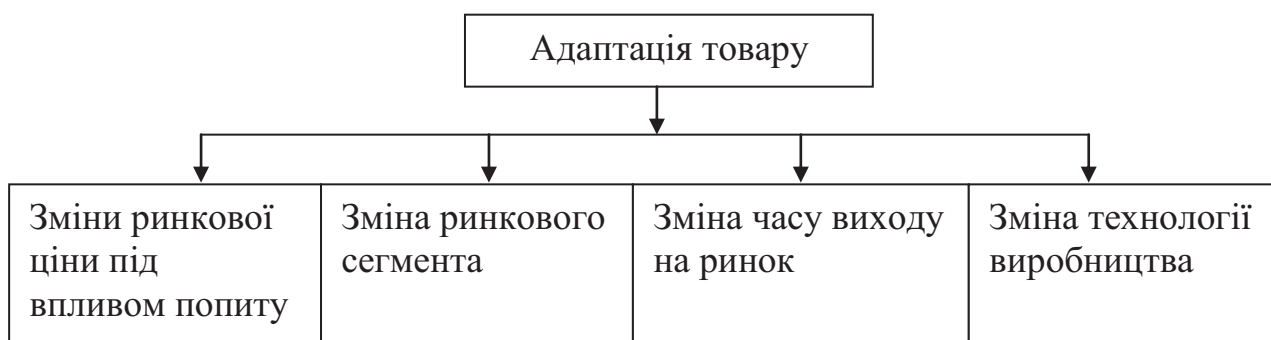 Адаптація товару
Зміни ринкової
ціни під
впливом попиту
Зміна ринкового
сегмента
Зміна часу виходу
на ринок
Зміна технології
виробництва